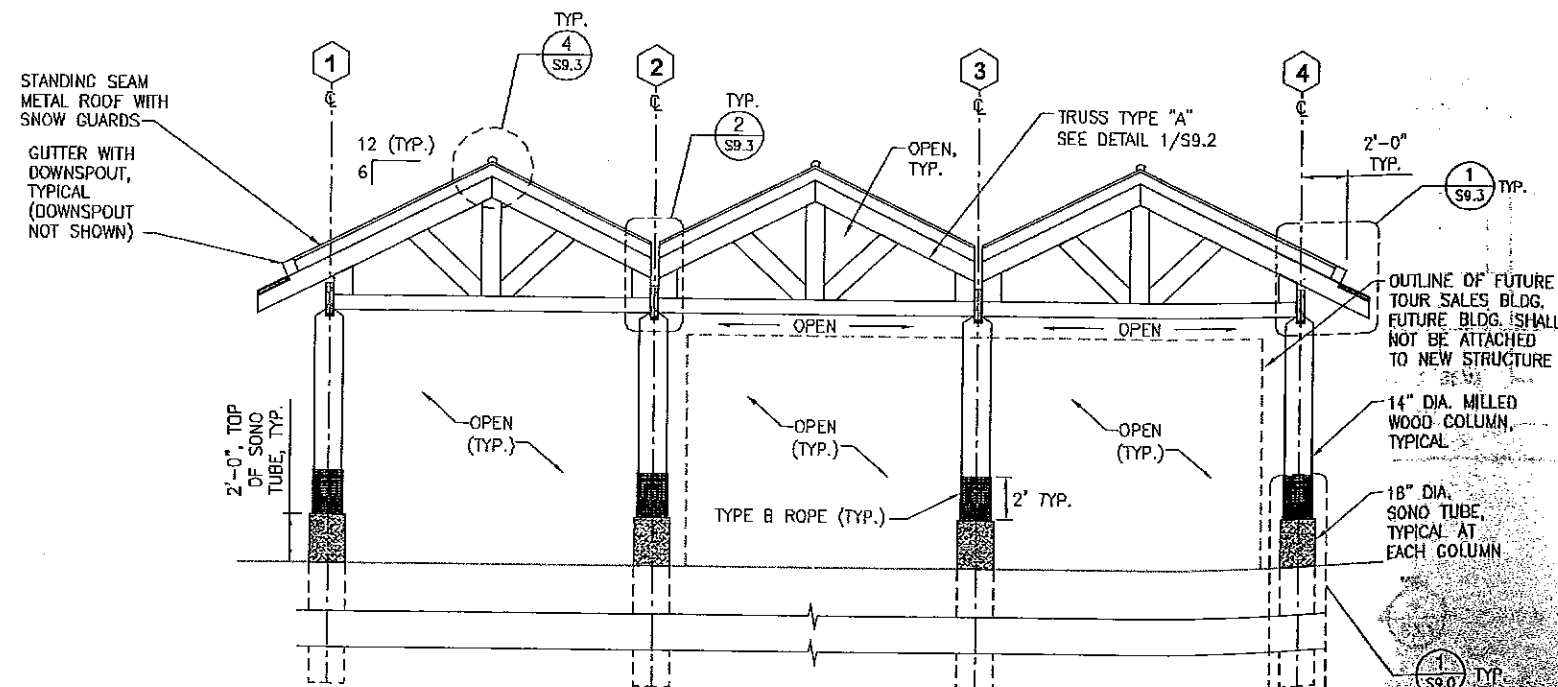 TYP.
4
S9.3
1
2
3
4
℄
℄
℄
℄
STANDING SEAM
METAL ROOF WITH
SNOW GUARDS
GUTTER WITH
DOWNSPOUT,
TYPICAL
(DOWNSPOUT
NOT SHOWN)
12 (TYP.)
6
TYP.
2
S9.3
OPEN,
TYP.
TRUSS TYPE "A"
SEE DETAIL 1/S9.2
2'-0"
TYP.
1
S9.3
TYP.
OPEN
OPEN
OUTLINE OF FUTURE
TOUR SALES BLDG.
FUTURE BLDG. SHALL
NOT BE ATTACHED
TO NEW STRUCTURE
2'-0", TOP
OF SONO
TUBE, TYP.
OPEN
(TYP.)
OPEN
(TYP.)
OPEN
(TYP.)
14" DIA. MILLED
WOOD COLUMN,
TYPICAL
TYPE B ROPE (TYP.)
2' TYP.
18" DIA.
SONO TUBE,
TYPICAL AT
EACH COLUMN
1
S9.0
TYP.